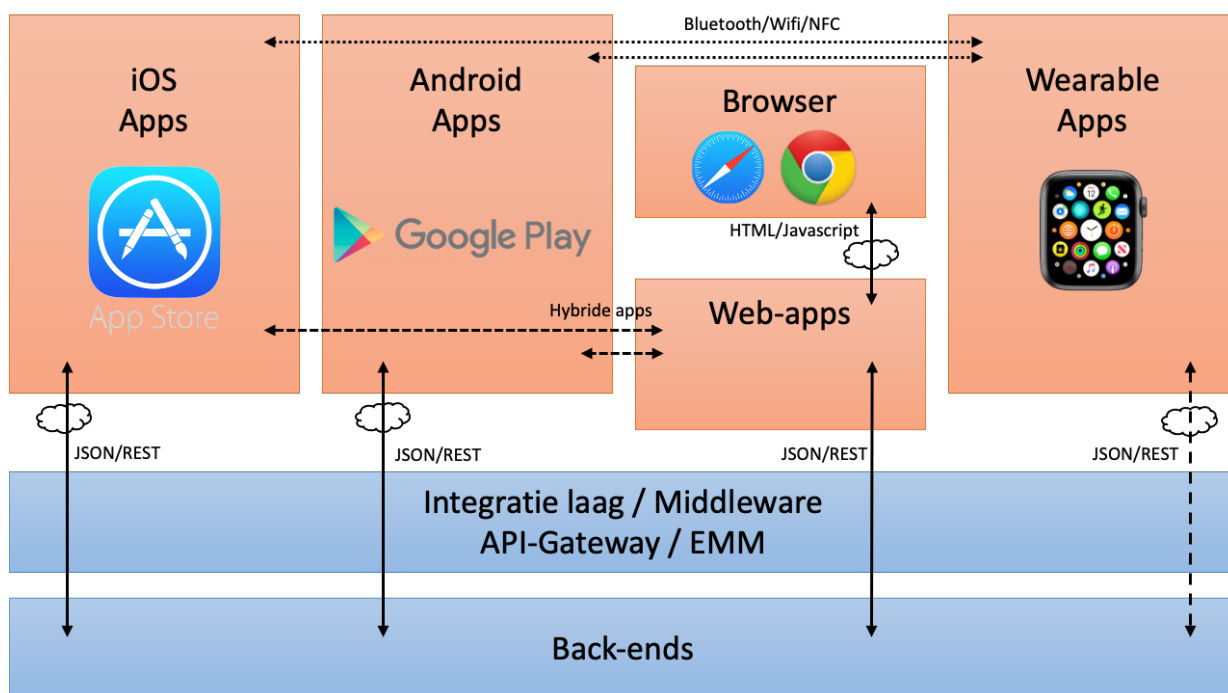 Bluetooth/Wifi/NFC
iOS
Apps
App Store
Android
Apps
Google Play
Browser
HTML/Javascript
Wearable
Apps
12
Hybride apps
Web-apps
JSON/REST
JSON/REST
JSON/REST
JSON/REST
Integratie laag / Middleware
API-Gateway / EMM
Back-ends